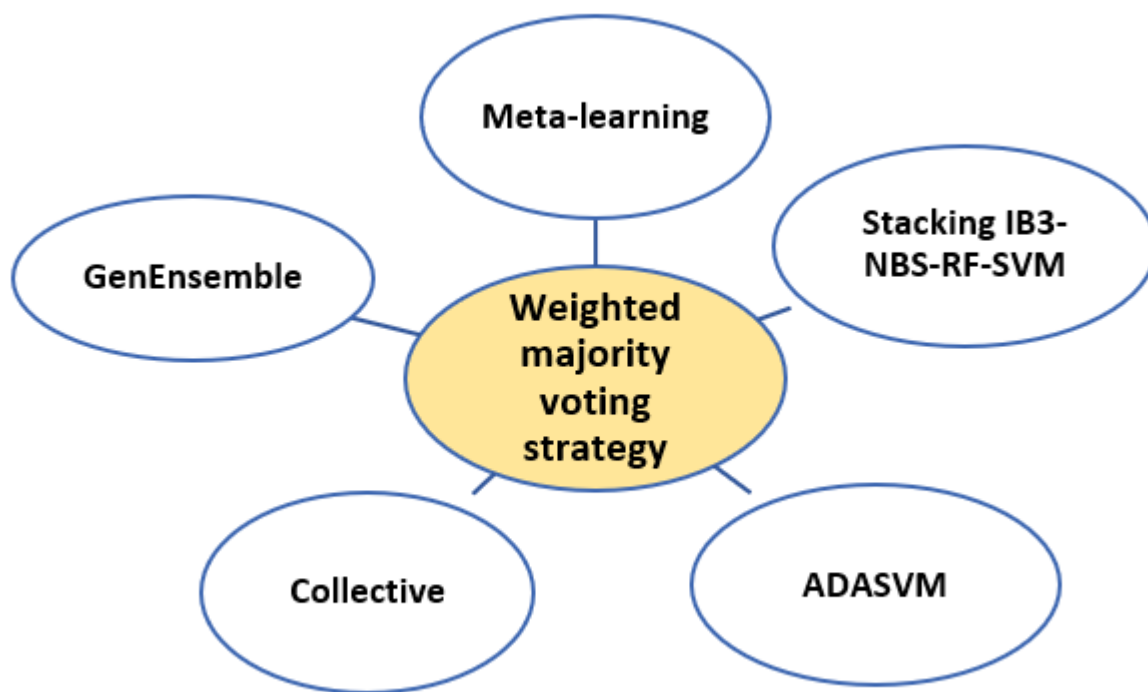 Meta-learning
Stacking IB3-
NBS-RF-SVM
GenEnsemble
Weighted
majority
voting
strategy
Collective
ADASVM